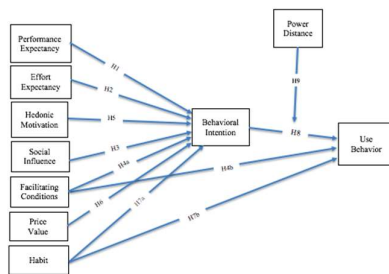 Power
Distance
Performance
Expectancy
H1
H9
Effort
Expectancy
H2
Hedonic
Motivation
H5
Behavioral
Intention
H8
Use
Behavior
Social
Influence
H3
H4a
Facilitating
Conditions
H4b
H7a
Price
Value
H6
H7b
Habit